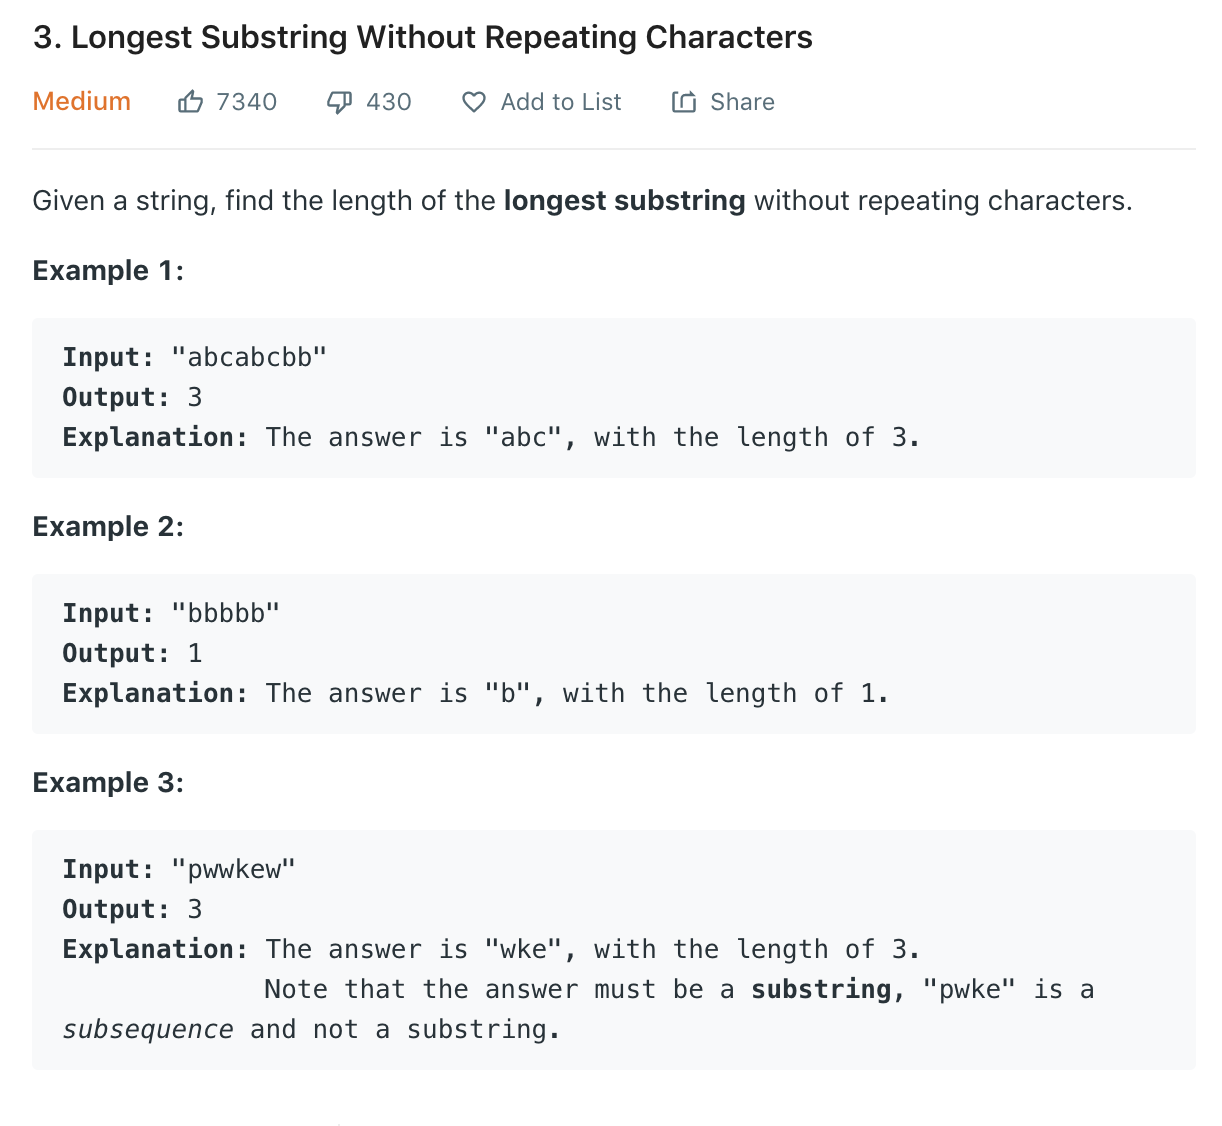 3. Longest Substring Without Repeating Characters
Medium 7340 430 Add to List Share
Given a string, find the length of the longest substring without repeating characters.
Example 1:
Input: "abcabcbb"
Output: 3
Explanation: The answer is "abc", with the length of 3.
Example 2:
Input: "bbbbb"
Output: 1
Explanation: The answer is "b", with the length of 1.
Example 3:
Input: "pwwkew"
Output: 3
Explanation: The answer is "wke", with the length of 3.
Note that the answer must be a substring, "pwke" is a
subsequence and not a substring.